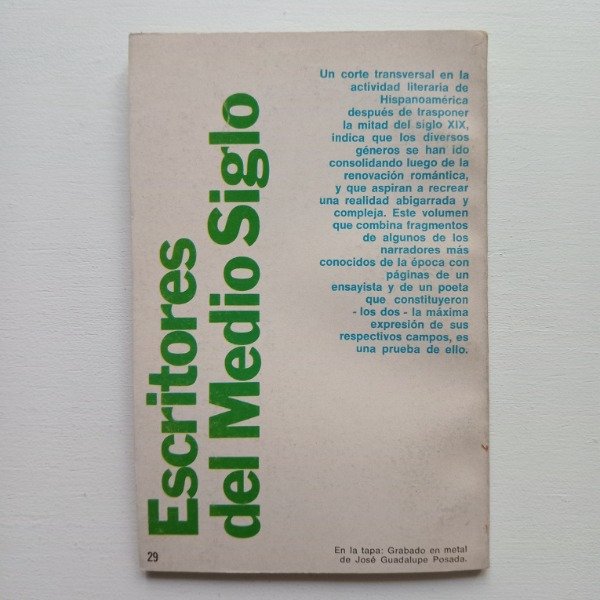 Escritores
del Medio Siglo
Un corte transversal en la
actividad literaria de
Hispanoamérica
después de trasponer
la mitad del siglo XIX,
indica que los diversos
géneros se han ido
consolidando luego de la
renovación romántica,
y que aspiran a recrear
una realidad abigarrada y
compleja. Este volumen
que combina fragmentos
de algunos de los
narradores más
conocidos de la época con
páginas de un
ensayista y de un poeta
que constituyeron
- los dos - la máxima
expresión de sus
respectivos campos, es
una prueba de ello.
29
En la tapa: Grabado en metal
de José Guadalupe Posada.